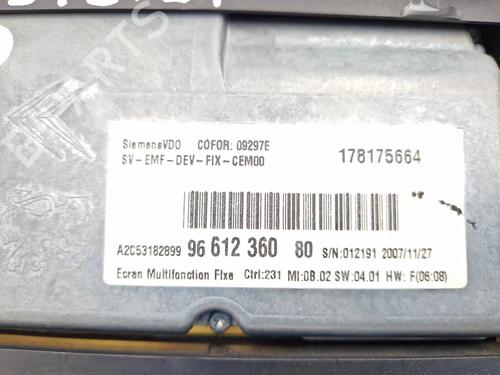 SiemensVDO COFOR: 09297E
SV-EMF-DEV-FIX-CEM00 178175664
A2C53182899 96 612 360 80 S/N:012191 2007/11/27
Ecran Multifonction FIxe Ctrl:231 MI:0B.02 SW:04.01 HW: F(06:08)